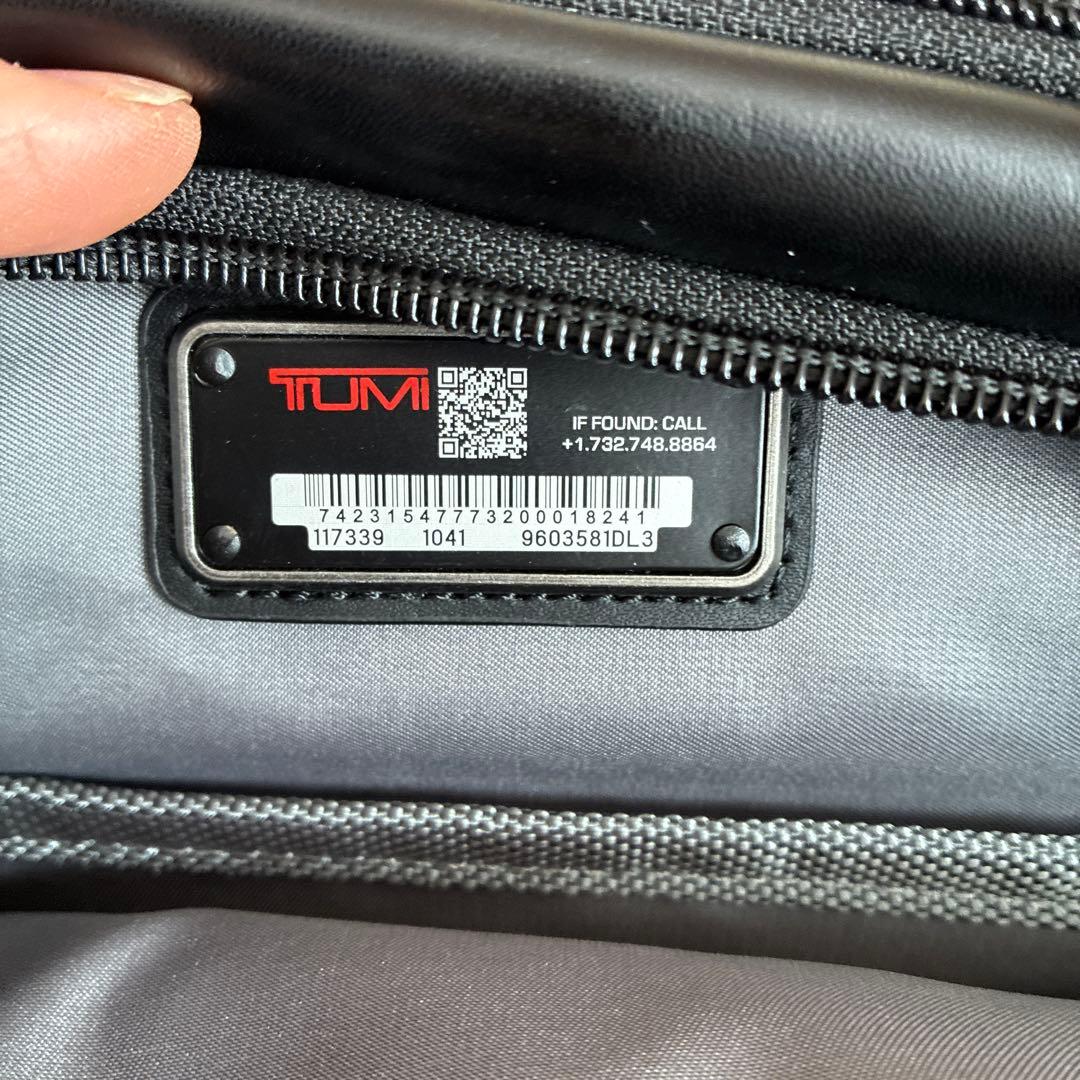 TUMI
IF FOUND: CALL
+1.732.748.8864
74231547773200018241
117339 1041 9603581DL3